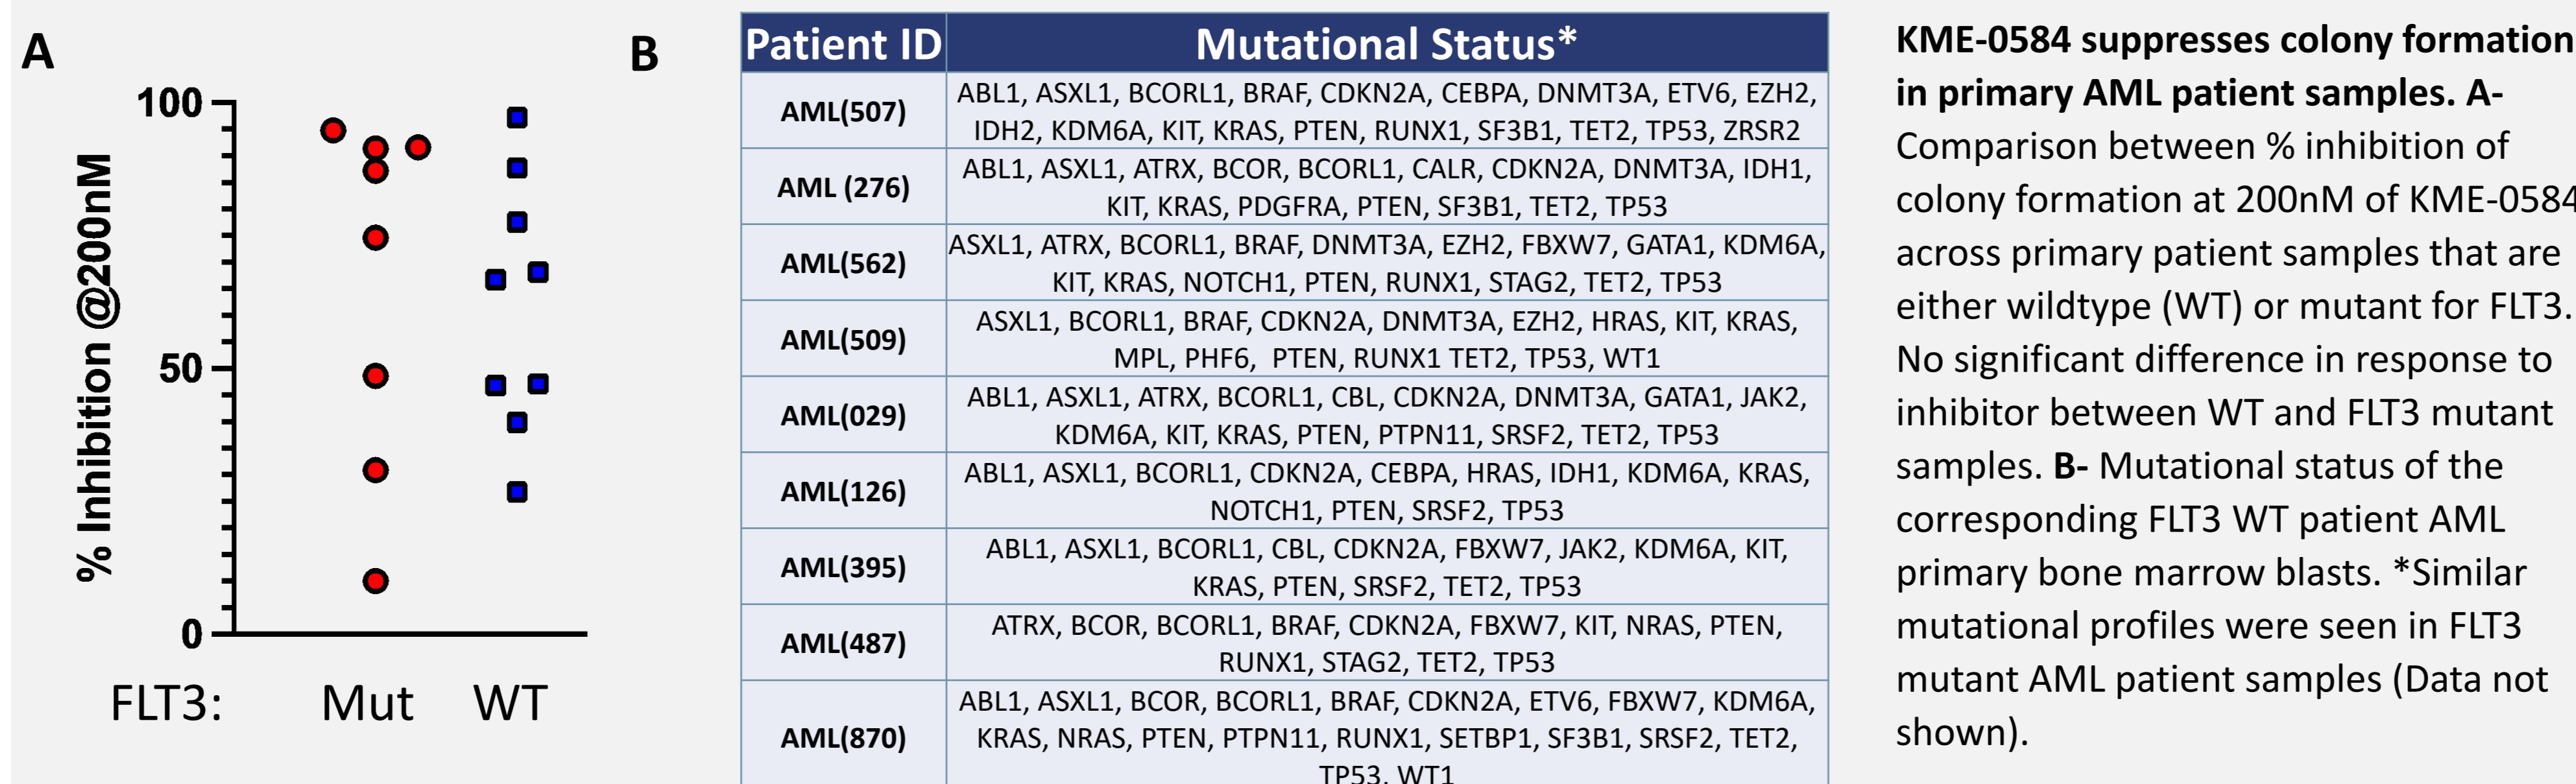 A
100
50
0
% Inhibition @200nM
FLT3:
Mut
WT
B
Patient ID
Mutational Status*
AML(507)
ABL1, ASXL1, BCORL1, BRAF, CDKN2A, CEBPA, DNMT3A, ETV6, EZH2,
IDH2, KDM6A, KIT, KRAS, PTEN, RUNX1, SF3B1, TET2, TP53, ZRSR2
AML (276)
ABL1, ASXL1, ATRX, BCOR, BCORL1, CALR, CDKN2A, DNMT3A, IDH1,
KIT, KRAS, PDGFRA, PTEN, SF3B1, TET2, TP53
AML(562)
ASXL1, ATRX, BCORL1, BRAF, DNMT3A, EZH2, FBXW7, GATA1, KDM6A,
KIT, KRAS, NOTCH1, PTEN, RUNX1, STAG2, TET2, TP53
AML(509)
ASXL1, BCORL1, BRAF, CDKN2A, DNMT3A, EZH2, HRAS, KIT, KRAS,
MPL, PHF6, PTEN, RUNX1 TET2, TP53, WT1
AML(029)
ABL1, ASXL1, ATRX, BCORL1, CBL, CDKN2A, DNMT3A, GATA1, JAK2,
KDM6A, KIT, KRAS, PTEN, PTPN11, SRSF2, TET2, TP53
AML(126)
ABL1, ASXL1, BCORL1, CDKN2A, CEBPA, HRAS, IDH1, KDM6A, KRAS,
NOTCH1, PTEN, SRSF2, TP53
AML(395)
ABL1, ASXL1, BCORL1, CBL, CDKN2A, FBXW7, JAK2, KDM6A, KIT,
KRAS, PTEN, SRSF2, TET2, TP53
AML(487)
ATRX, BCOR, BCORL1, BRAF, CDKN2A, FBXW7, KIT, NRAS, PTEN,
RUNX1, STAG2, TET2, TP53
AML(870)
ABL1, ASXL1, BCOR, BCORL1, BRAF, CDKN2A, ETV6, FBXW7, KDM6A,
KRAS, NRAS, PTEN, PTPN11, RUNX1, SETBP1, SF3B1, SRSF2, TET2,
TP53, WT1
KME-0584 suppresses colony formation
in primary AML patient samples. A-
Comparison between % inhibition of
colony formation at 200nM of KME-0584
across primary patient samples that are
either wildtype (WT) or mutant for FLT3.
No significant difference in response to
inhibitor between WT and FLT3 mutant
samples. B- Mutational status of the
corresponding FLT3 WT patient AML
primary bone marrow blasts. *Similar
mutational profiles were seen in FLT3
mutant AML patient samples (Data not
shown).